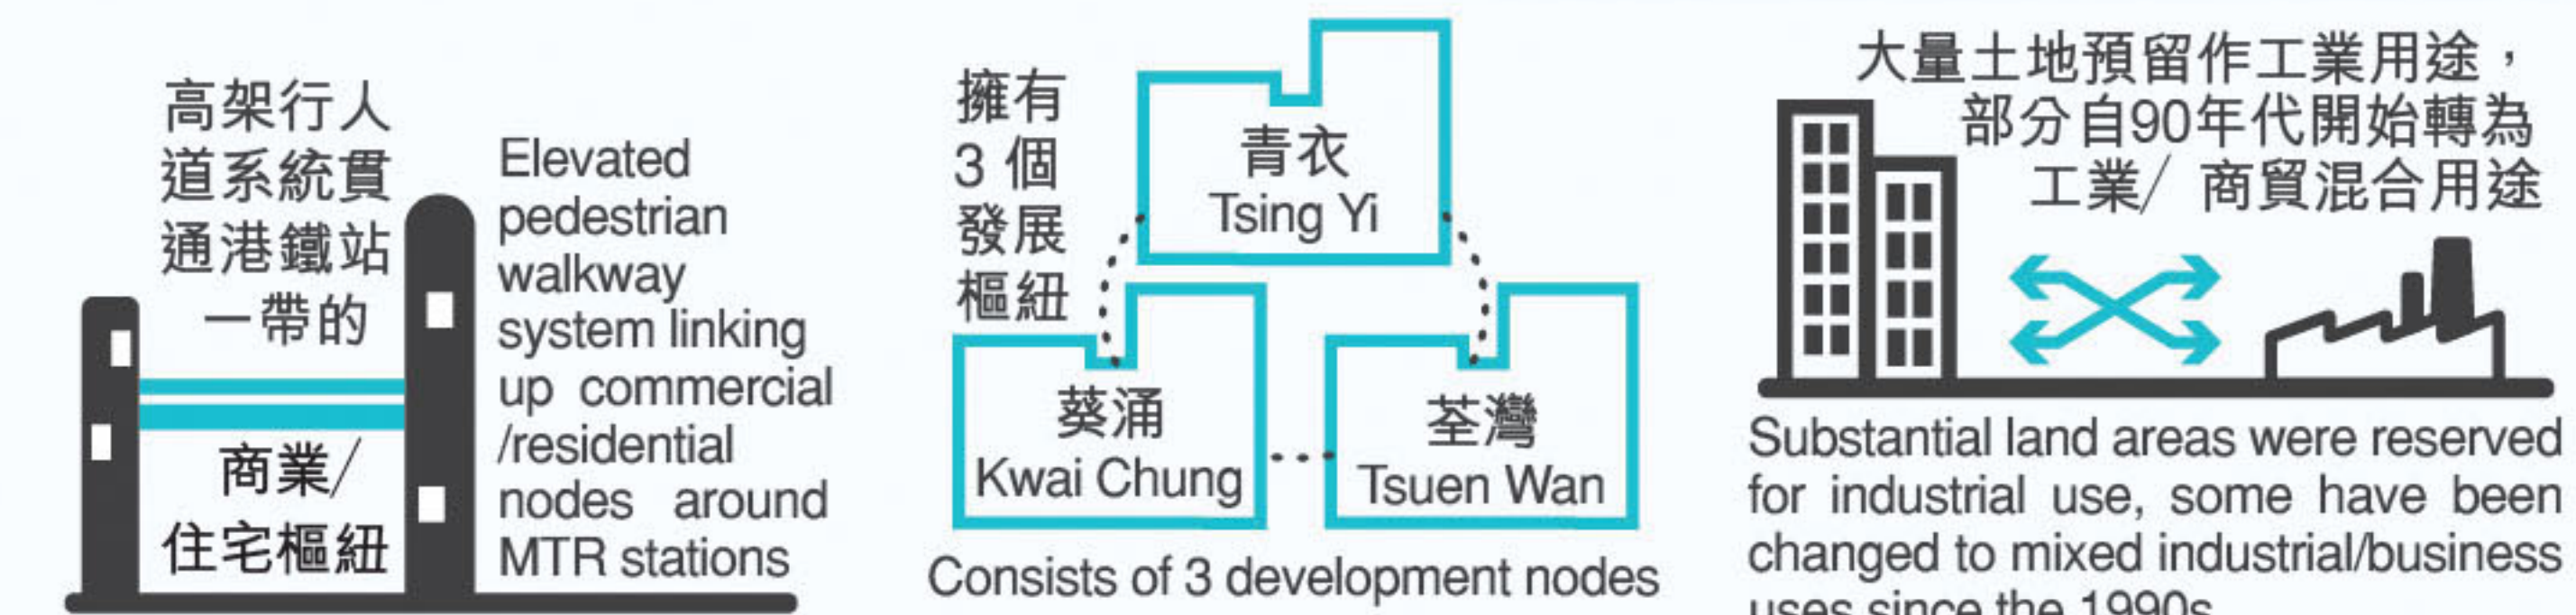 高架行人
道系統貫
通港鐵站
一帶的
商業/
住宅樞紐
Elevated
pedestrian
walkway
system linking
up commercial
/residential
nodes around
MTR stations
擁有
3 個
發展
樞紐
青衣
Tsing Yi
葵涌
Kwai Chung
荃灣
Tsuen Wan
Consists of 3 development nodes
大量土地預留作工業用途，
部分自90年代開始轉為
工業/ 商貿混合用途
Substantial land areas were reserved
for industrial use, some have been
changed to mixed industrial/business
uses since the 1990s